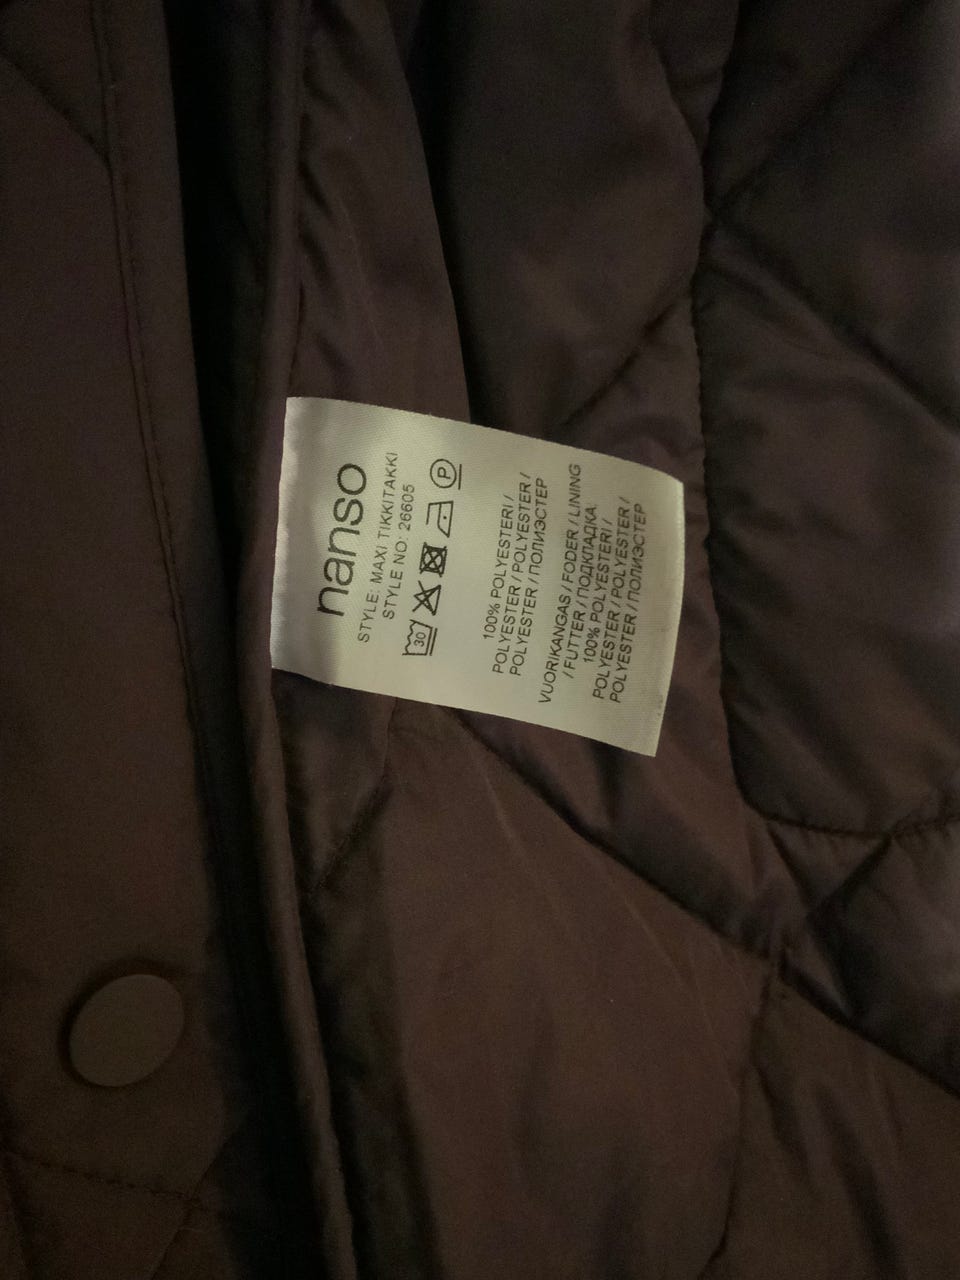 nanso
STYLE: MAXI TIKKITAKKI
STYLE NO: 26605
30 P
100% POLYESTERI /
POLYESTER / POLYESTER /
POLYESTER / ПОЛИЭСТЕР
VUORIKANGAS / FODER / LINING
/ FUTTER / ПОДКЛАДКА:
100% POLYESTERI /
POLYESTER / POLYESTER /
POLYESTER / ПОЛИЭСТЕР